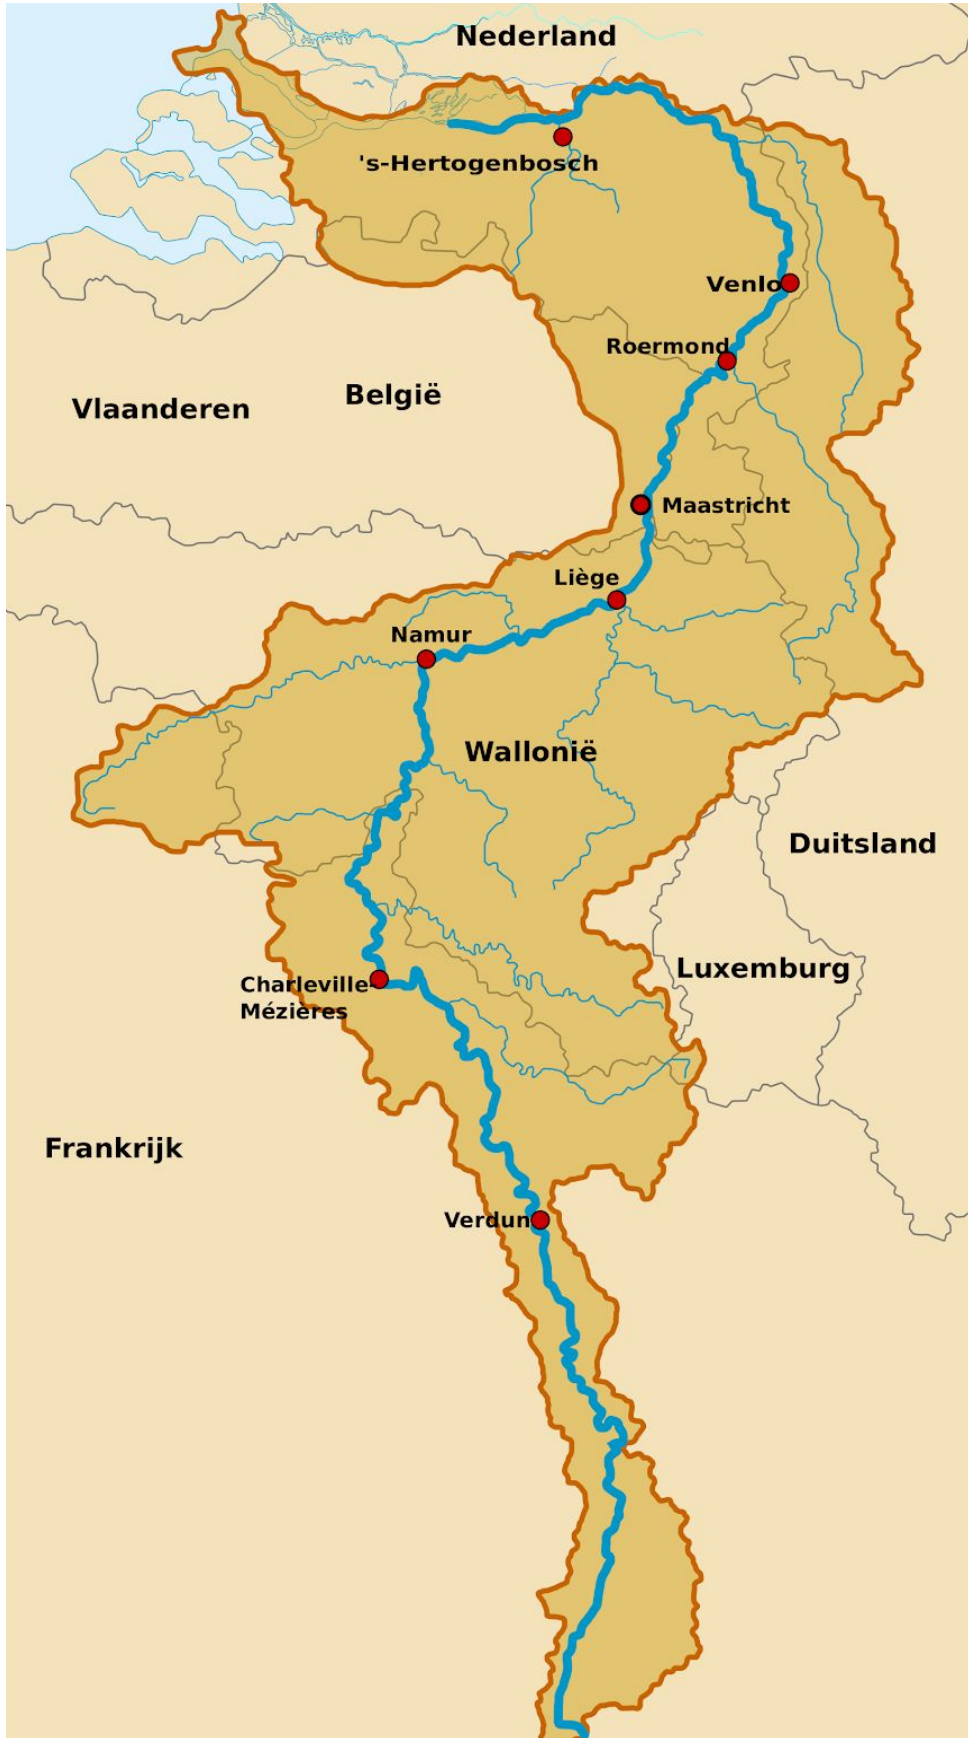 Nederland
's-Hertogenbosch
Venlo
Roermond
België
Vlaanderen
Maastricht
Liège
Namur
Wallonië
Duitsland
Luxemburg
Charleville-
Mézières
Frankrijk
Verdun